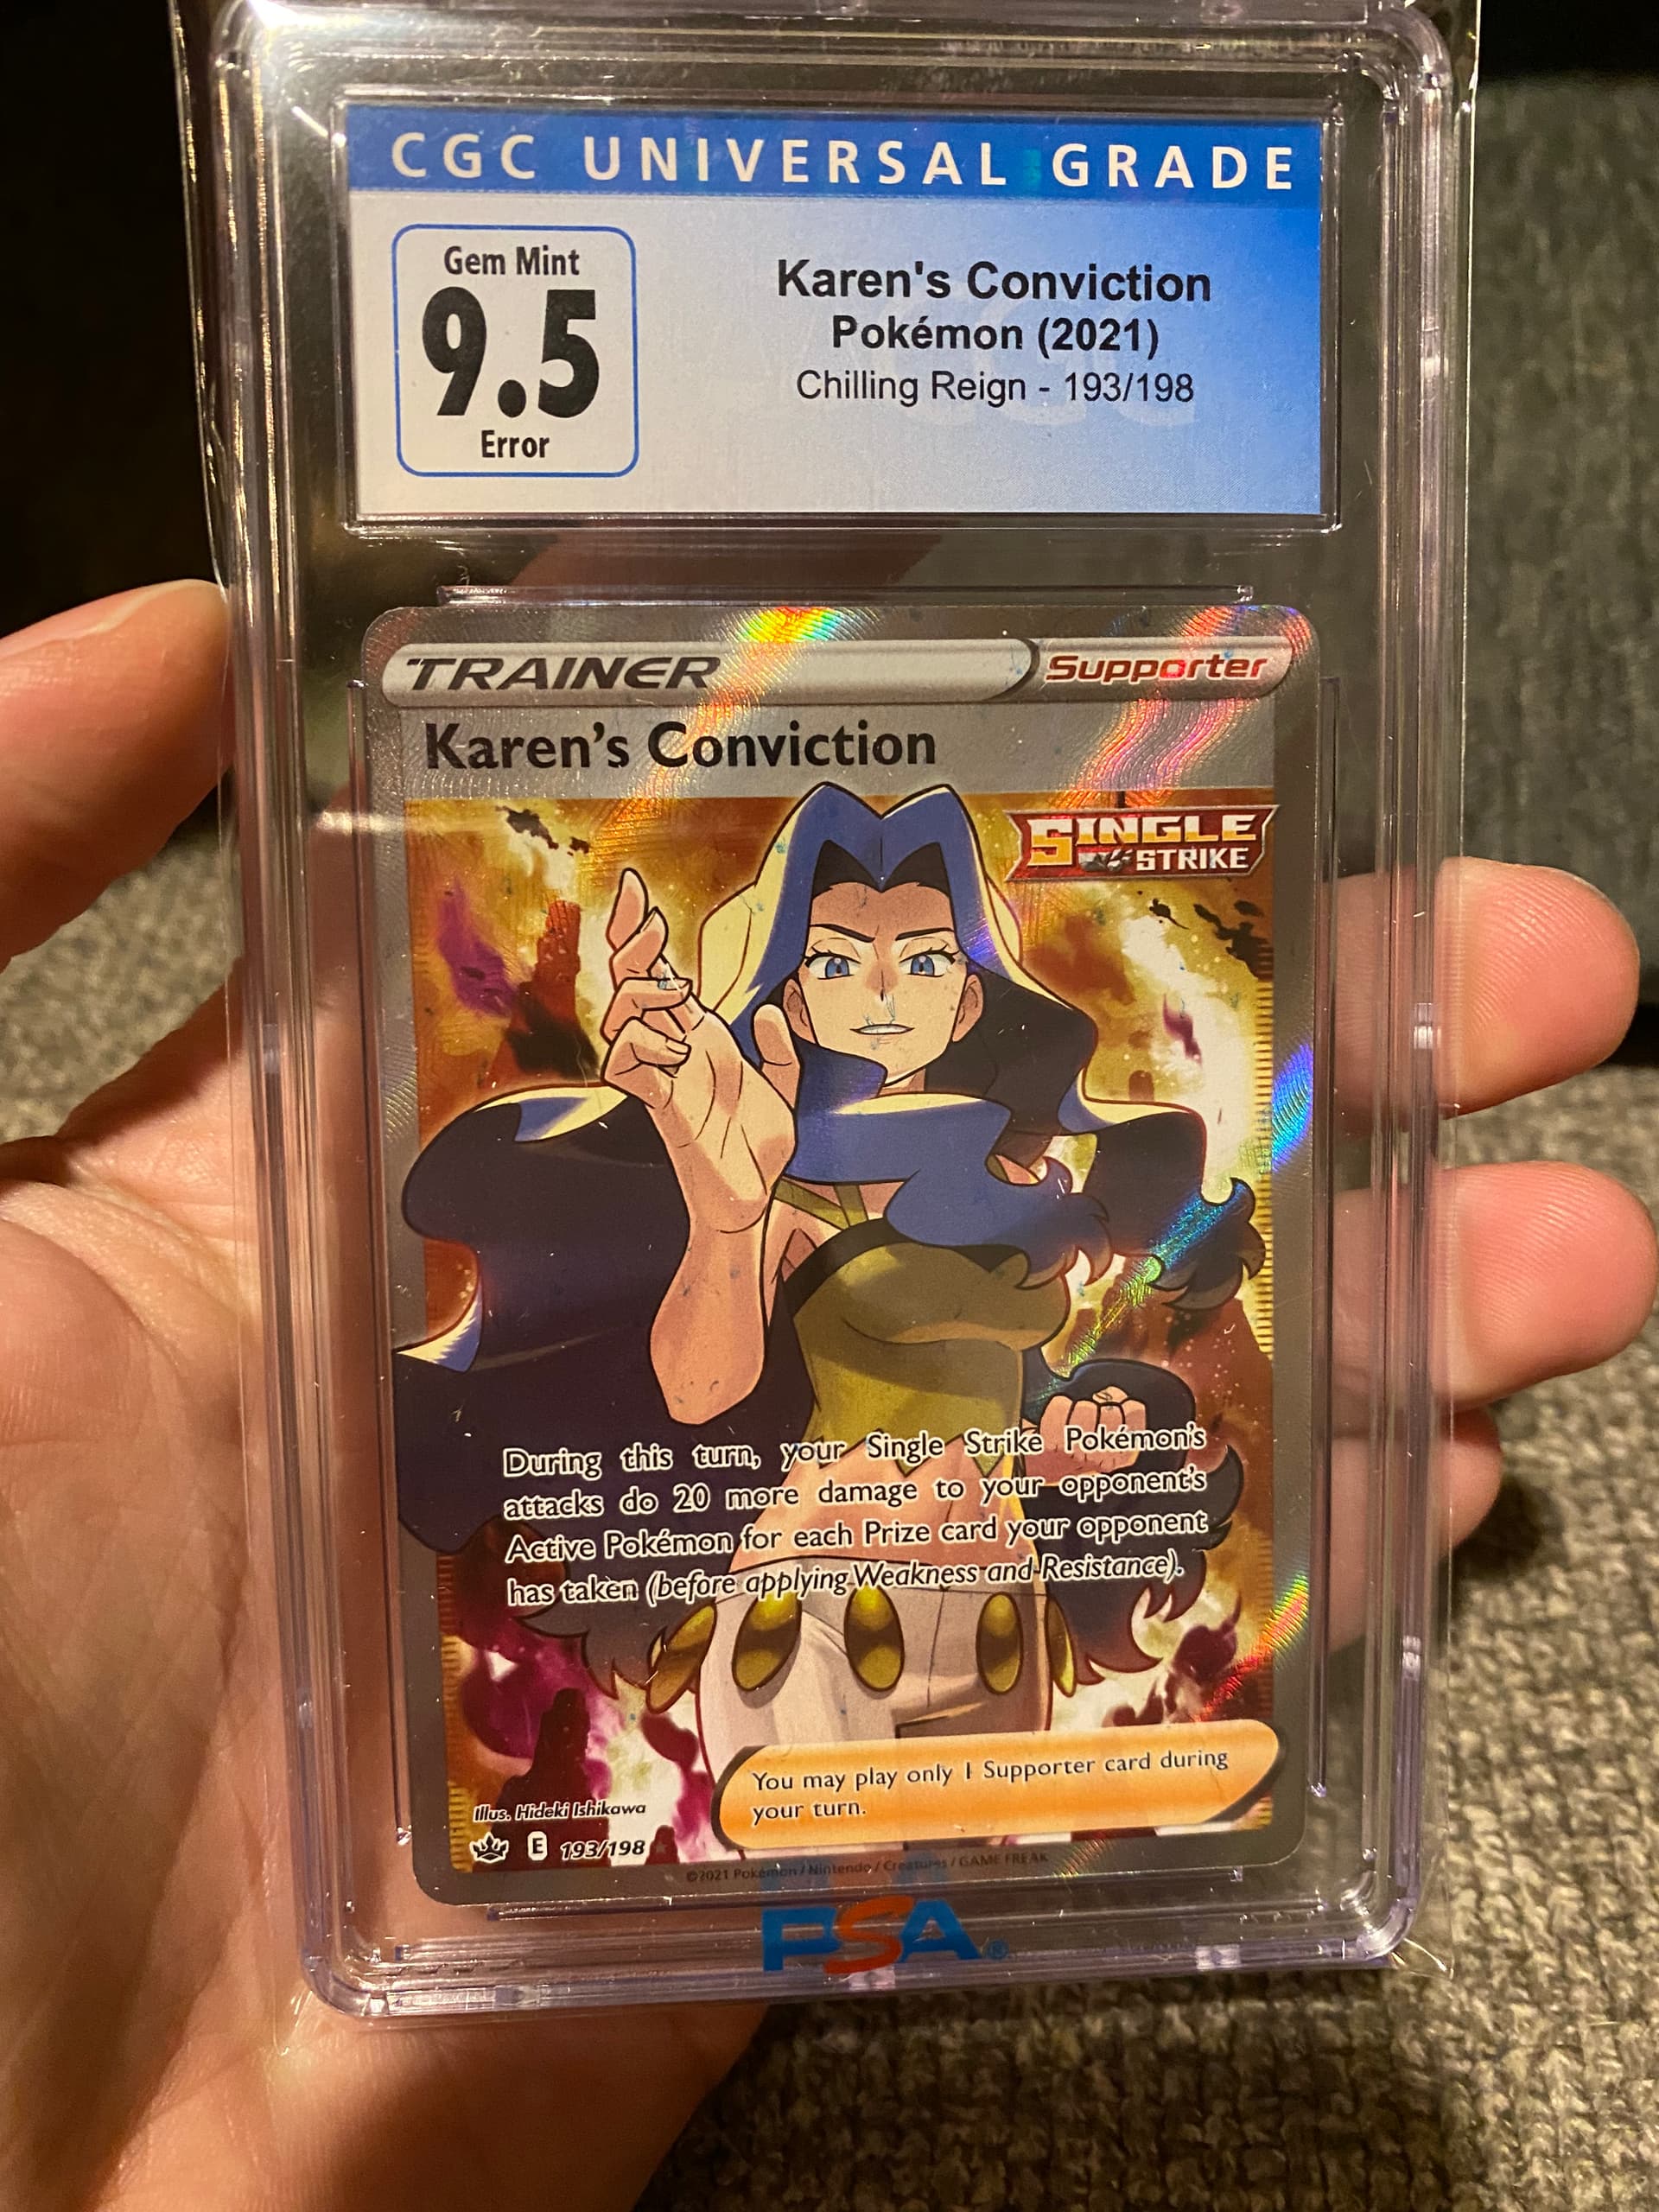 CGC UNIVERSAL GRADE
Gem Mint
9.5
Error
Karen's Conviction
Pokémon (2021)
Chilling Reign - 193/198
TRAINER
Supporter
Karen's Conviction
SINGLE
STRIKE
During this turn, your Single Strike Pokémon's
attacks do 20 more damage to your opponent's
Active Pokémon for each Prize card your opponent
has taken (before applying Weakness and Resistance).
You may play only 1 Supporter card during
your turn.
Illus. Hideki Ishikawa
E 193/198
©2021 Pokémon / Nintendo / Creatures / GAME FREAK
PSA®